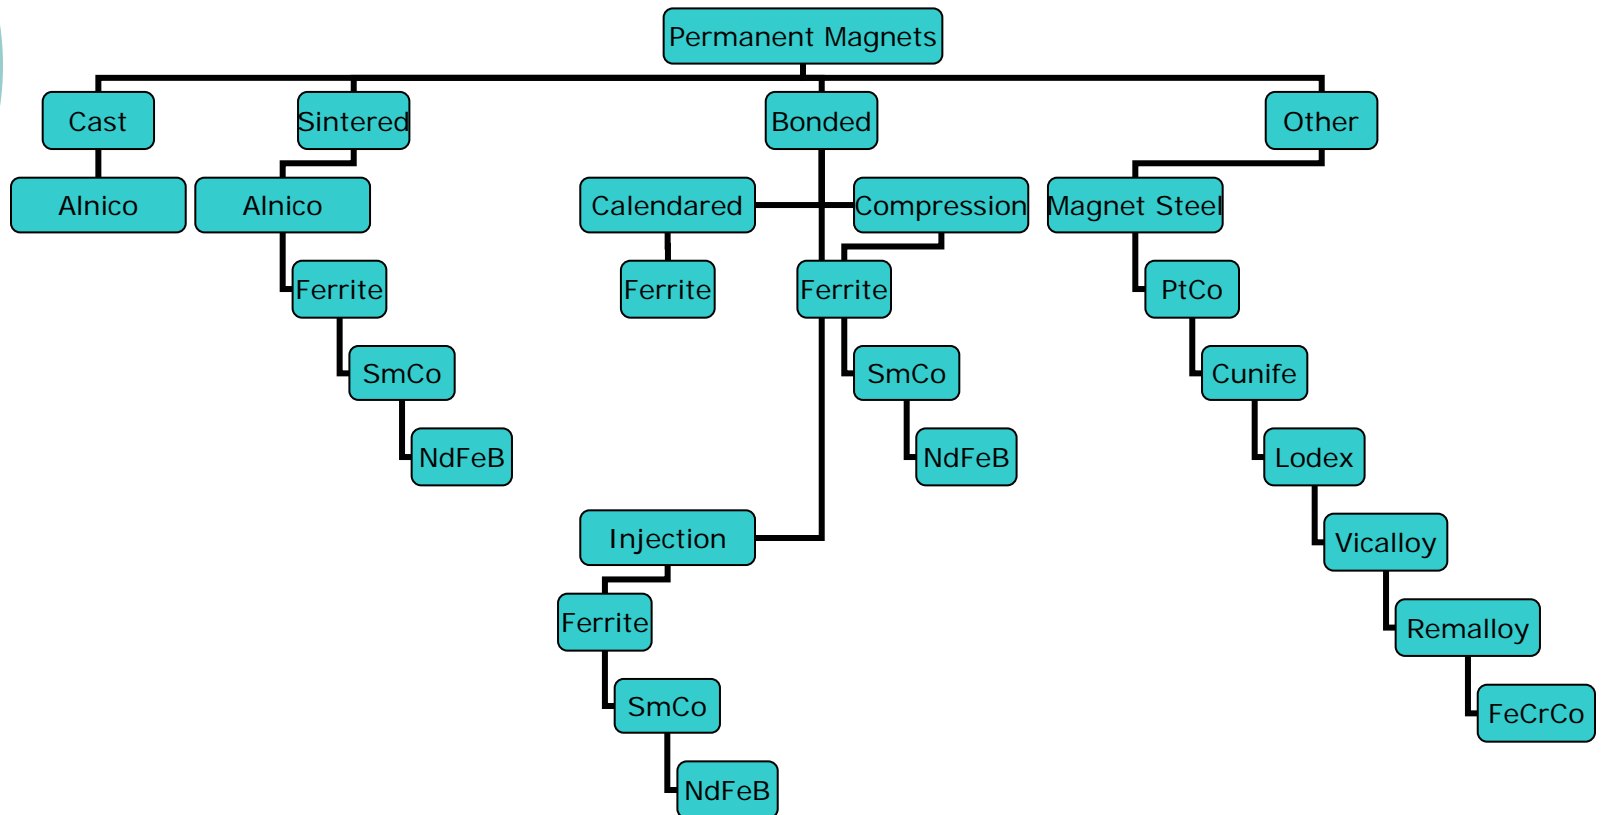 Permanent Magnets
Cast
Sintered
Bonded
Other
Alnico
Alnico
Calendared
Compression
Magnet Steel
Ferrite
Ferrite
Ferrite
PtCo
SmCo
SmCo
Cunife
NdFeB
NdFeB
Lodex
Injection
Vicalloy
Ferrite
Remalloy
SmCo
FeCrCo
NdFeB